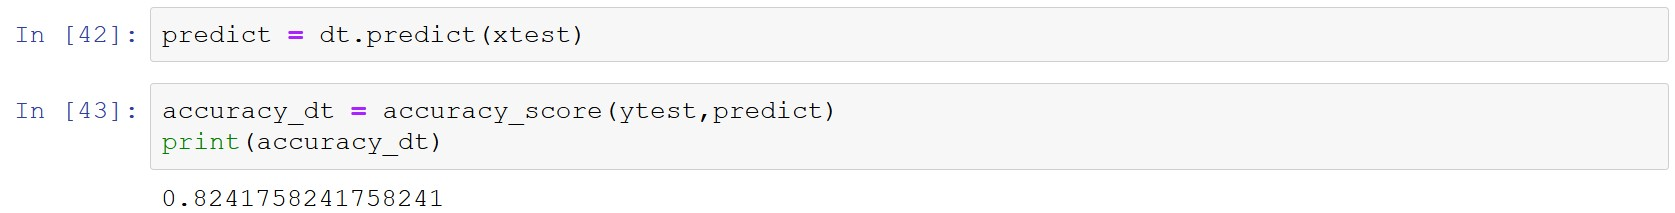 In [42]: predict = dt.predict(xtest)
In [43]: accuracy_dt = accuracy_score(ytest,predict)
print(accuracy_dt)
0.8241758241758241